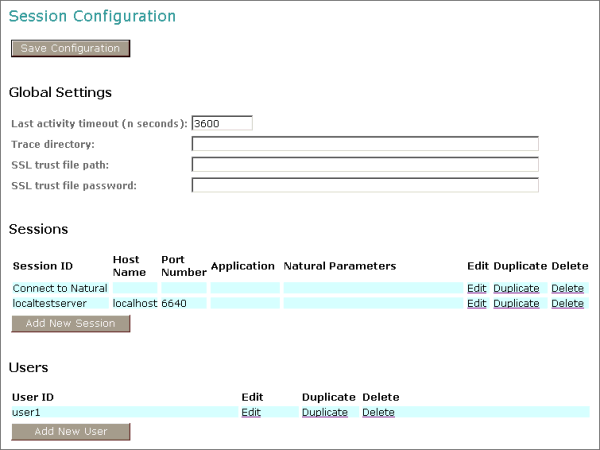 Session Configuration
Save Configuration
Global Settings
Last activity timeout (n seconds): 3600
Trace directory:
SSL trust file path:
SSL trust file password:
Sessions
Session ID Host Name Port Number Application Natural Parameters Edit Duplicate Delete
Connect to Natural Edit Duplicate Delete
localtestserver localhost 6640 Edit Duplicate Delete
Add New Session
Users
User ID Edit Duplicate Delete
user1 Edit Duplicate Delete
Add New User